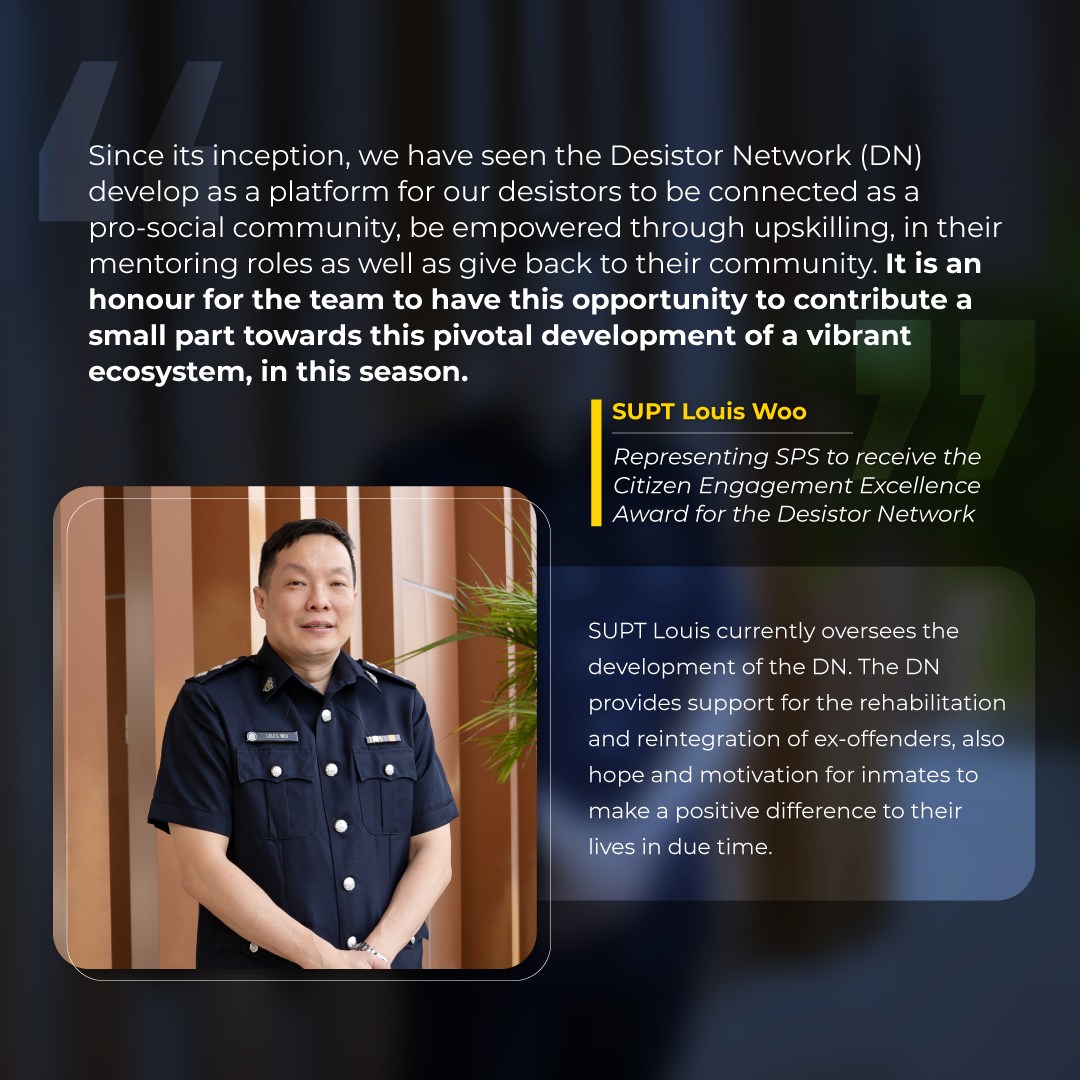 Since its inception, we have seen the Desistor Network (DN)
develop as a platform for our desistors to be connected as a
pro-social community, be empowered through upskilling, in their
mentoring roles as well as give back to their community. It is an
honour for the team to have this opportunity to contribute a
small part towards this pivotal development of a vibrant
ecosystem, in this season.
SUPT Louis Woo
Representing SPS to receive the
Citizen Engagement Excellence
Award for the Desistor Network
SUPT Louis currently oversees the
development of the DN. The DN
provides support for the rehabilitation
and reintegration of ex-offenders, also
hope and motivation for inmates to
make a positive difference to their
lives in due time.